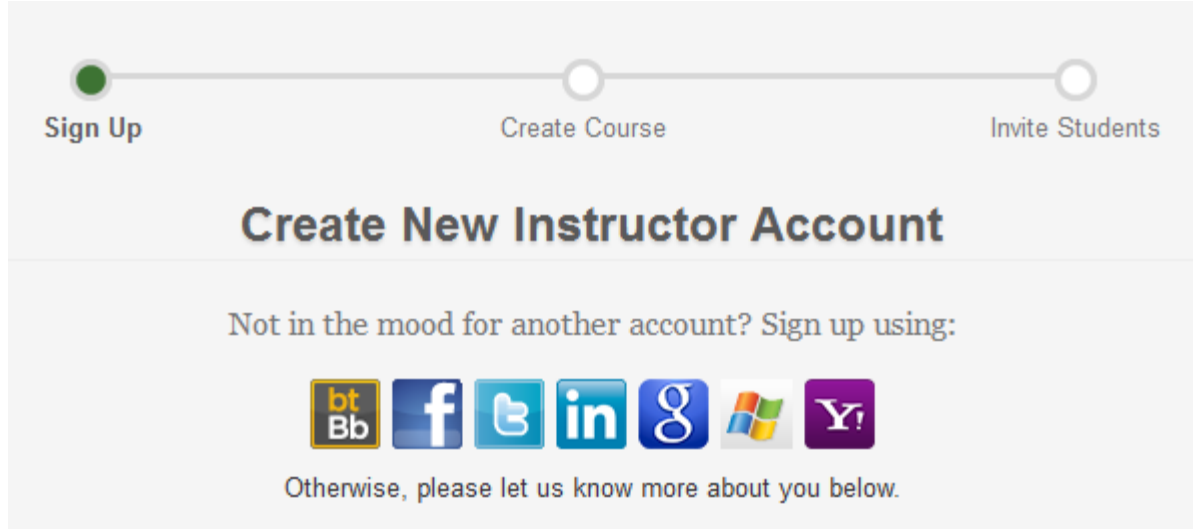 Sign Up Create Course Invite Students
Create New Instructor Account
Not in the mood for another account? Sign up using:
bt
Bb f t in g Y!
Otherwise, please let us know more about you below.